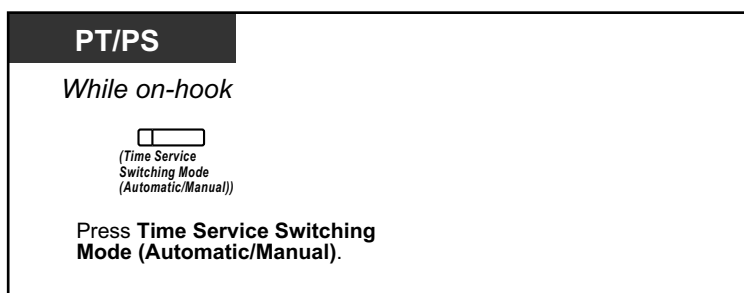 PT/PS
While on-hook
(Time Service
Switching Mode
(Automatic/Manual))
Press Time Service Switching
Mode (Automatic/Manual).